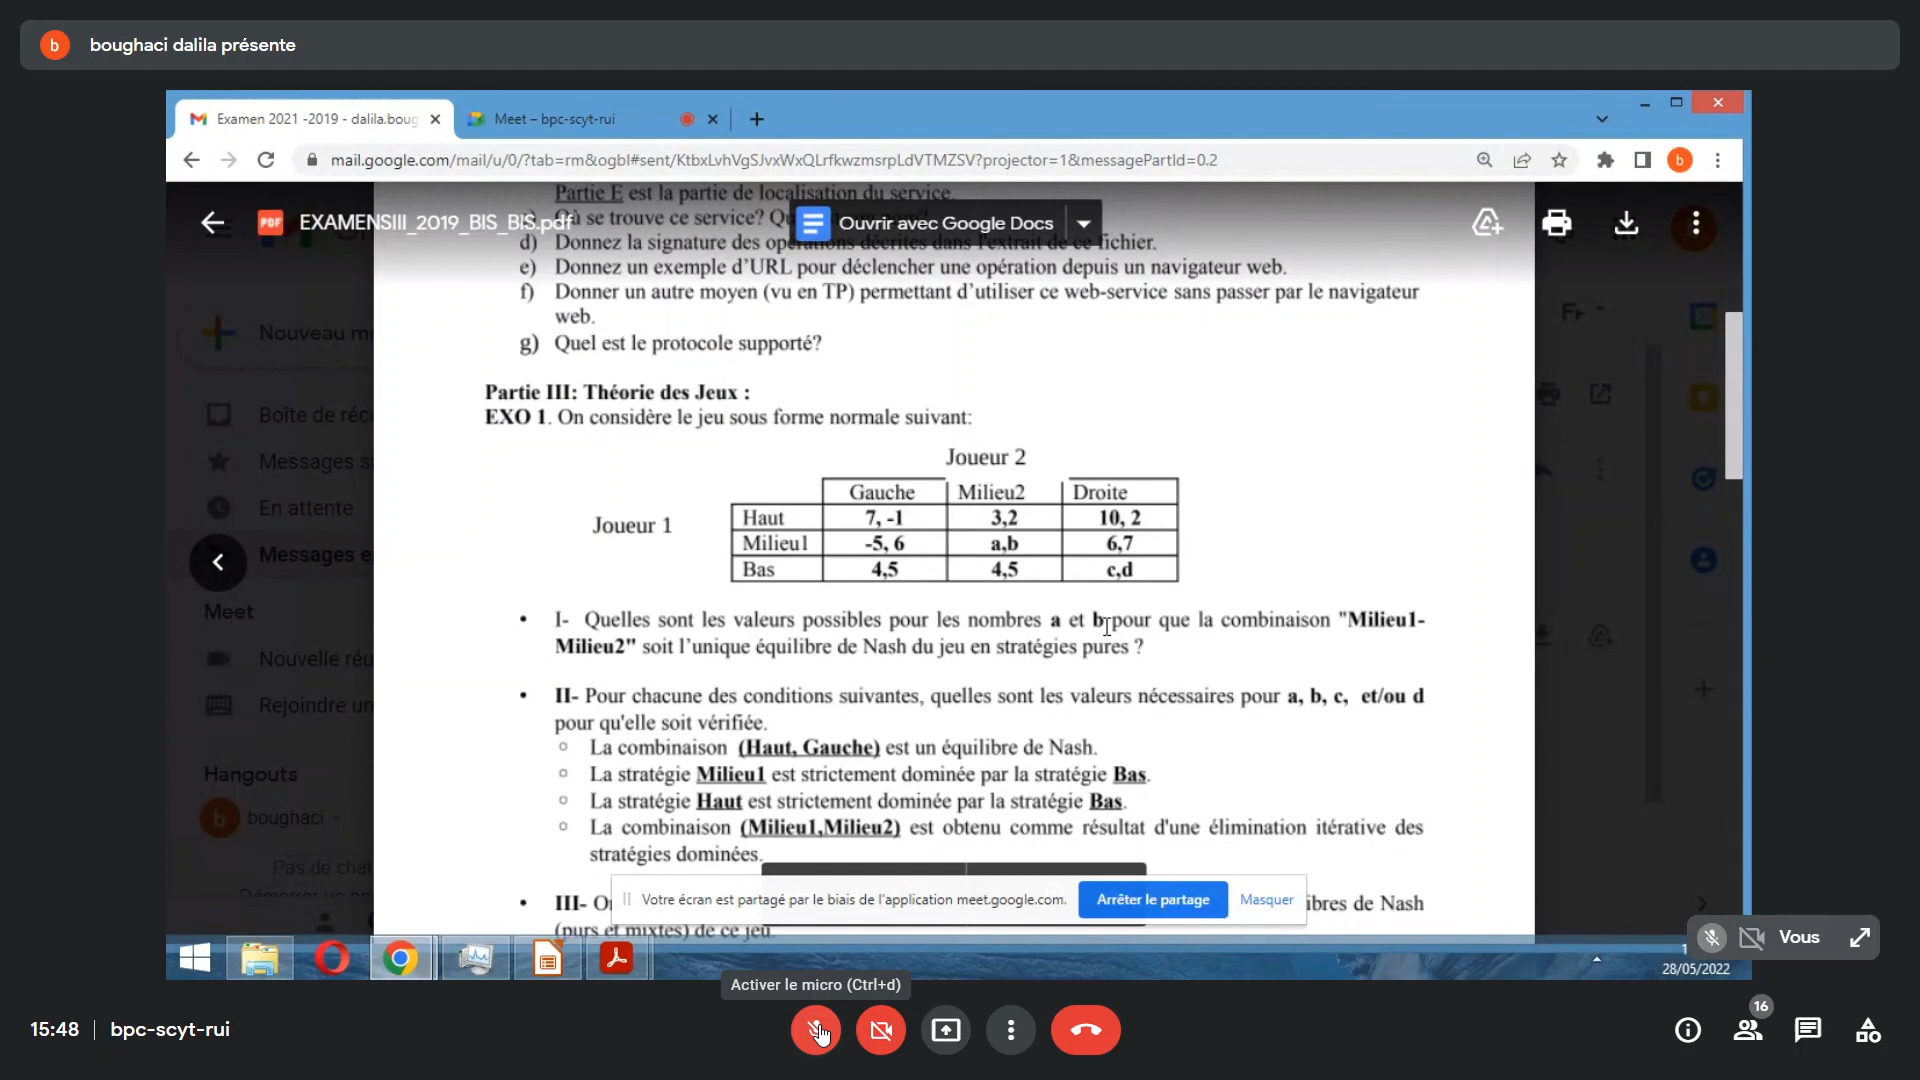 b boughaci dalila présente
Examen 2021 -2019 - dalila.boug
Meet – bpc-scyt-rui
mail.google.com/mail/u/0/?tab=rm&ogbl#sent/KtbxLvhVgSJvxWxQLrfkwzmsrpLdVTMZSV?projector=1&messagePartId=0.2
b
Partie E est la partie de localisation du service.
PDF EXAMENSIII_2019_BIS_BIS.pdf
Où se trouve ce service?
Ouvrir avec Google Docs
d) Donnez la signature des opérations décrites dans l'extrait de ce fichier.
e) Donnez un exemple d'URL pour déclencher une opération depuis un navigateur web.
f) Donner un autre moyen (vu en TP) permettant d'utiliser ce web-service sans passer par le navigateur
web.
g) Quel est le protocole supporté?
Nouveau m
Fr
Partie III: Théorie des Jeux :
EXO 1. On considère le jeu sous forme normale suivant:
Boîte de réc
Messages s
En attente
Messages e
Joueur 2
Gauche Milieu2 Droite
Joueur 1
Haut 7, -1 3,2 10, 2
Milieu1 -5, 6 a,b 6,7
Bas 4,5 4,5 c,d
Meet
Nouvelle réu
Rejoindre un
Hangouts
b boughaci
Pas de chat
Démarrer un
• I- Quelles sont les valeurs possibles pour les nombres a et b pour que la combinaison "Milieu1-
Milieu2" soit l'unique équilibre de Nash du jeu en stratégies pures ?
• II- Pour chacune des conditions suivantes, quelles sont les valeurs nécessaires pour a, b, c, et/ou d
pour qu'elle soit vérifiée.
○ La combinaison (Haut, Gauche) est un équilibre de Nash.
○ La stratégie Milieu1 est strictement dominée par la stratégie Bas.
○ La stratégie Haut est strictement dominée par la stratégie Bas.
○ La combinaison (Milieu1,Milieu2) est obtenu comme résultat d'une élimination itérative des
stratégies dominées.
• III- ibres de Nash
(purs et mixtes) de ce jeu.
Votre écran est partagé par le biais de l'application meet.google.com.
Arrêter le partage
Masquer
Vous
28/05/2022
Activer le micro (Ctrl+d)
15:48 | bpc-scyt-rui
16